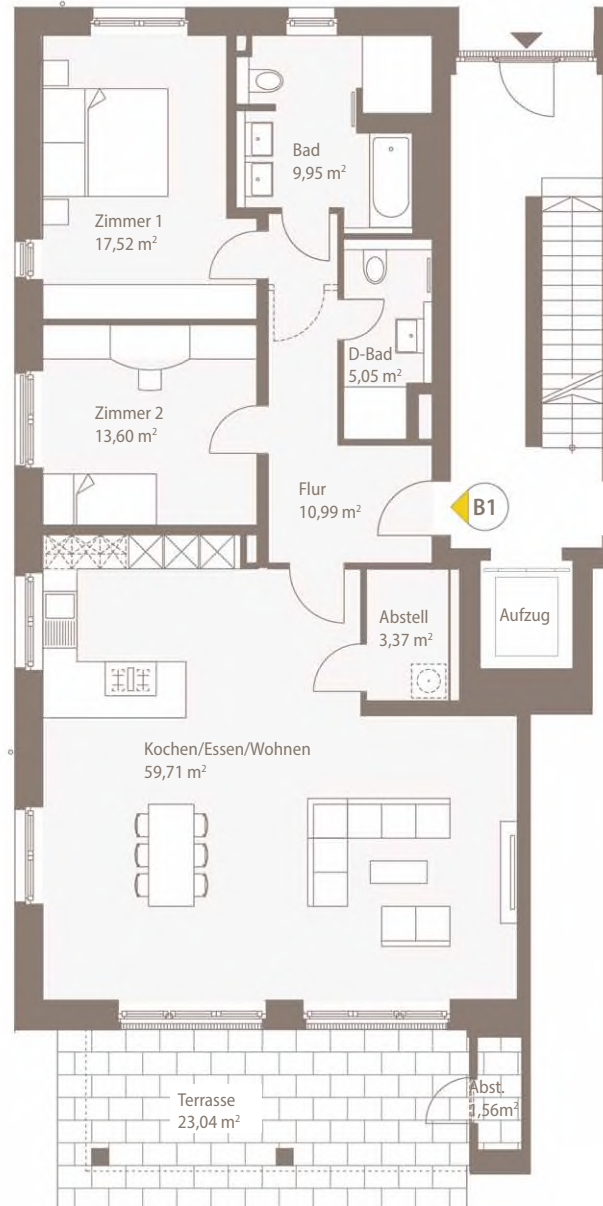 Bad
9,95 m²
Zimmer 1
17,52 m²
D-Bad
5,05 m²
Zimmer 2
13,60 m²
Flur
10,99 m²
B1
Abstell
3,37 m²
Aufzug
Kochen/Essen/Wohnen
59,71 m²
Terrasse
23,04 m²
Abst.
1,56m²